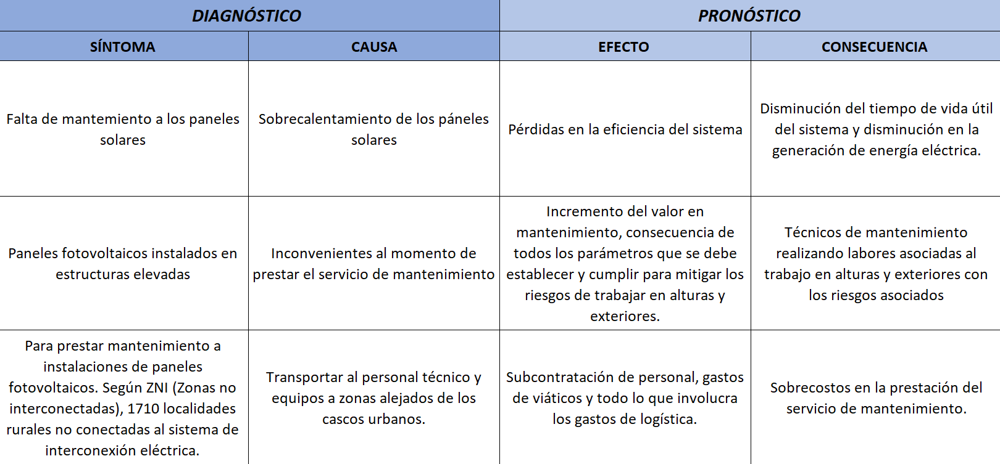 DIAGNÓSTICO
PRONÓSTICO
SÍNTOMA
CAUSA
EFECTO
CONSECUENCIA
Falta de mantemiento a los paneles
solares
Sobrecalentamiento de los páneles
solares
Pérdidas en la eficiencia del sistema
Disminución del tiempo de vida útil
del sistema y disminución en la
generación de energía eléctrica.
Paneles fotovoltaicos instalados en
estructuras elevadas
Inconvenientes al momento de
prestar el servicio de mantenimiento
Incremento del valor en
mantenimiento, consecuencia de
todos los parámetros que se debe
establecer y cumplir para mitigar los
riesgos de trabajar en alturas y
exteriores.
Técnicos de mantenimiento
realizando labores asociadas al
trabajo en alturas y exteriores con
los riesgos asociados
Para prestar mantenimiento a
instalaciones de paneles
fotovoltaicos. Según ZNI (Zonas no
interconectadas), 1710 localidades
rurales no conectadas al sistema de
interconexión eléctrica.
Transportar al personal técnico y
equipos a zonas alejados de los
cascos urbanos.
Subcontratación de personal, gastos
de viáticos y todo lo que involucra
los gastos de logística.
Sobrecostos en la prestación del
servicio de mantenimiento.